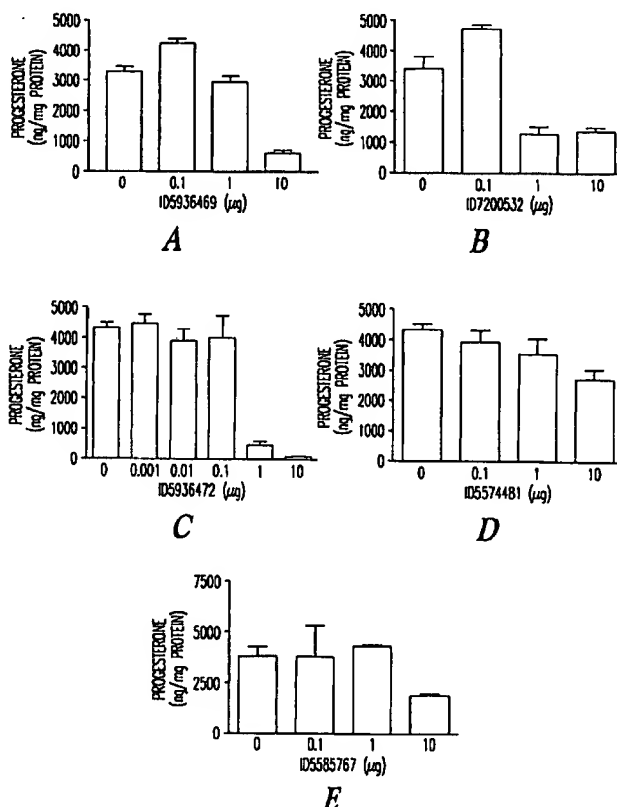 PROGESTERONE
(ng/mg PROTEIN)
5000
4000
3000
2000
1000
0
0 0.1 1 10
ID5936469 (µg)
A
PROGESTERONE
(ng/mg PROTEIN)
5000
4000
3000
2000
1000
0
0 0.1 1 10
ID7200532 (µg)
B
PROGESTERONE
(ng/mg PROTEIN)
5000
4000
3000
2000
1000
0
0 0.001 0.01 0.1 1 10
ID5936472 (µg)
C
PROGESTERONE
(ng/mg PROTEIN)
5000
4000
3000
2000
1000
0
0 0.1 1 10
ID5574481 (µg)
D
PROGESTERONE
(ng/mg PROTEIN)
7500
5000
2500
0
0 0.1 1 10
ID5585767 (µg)
E